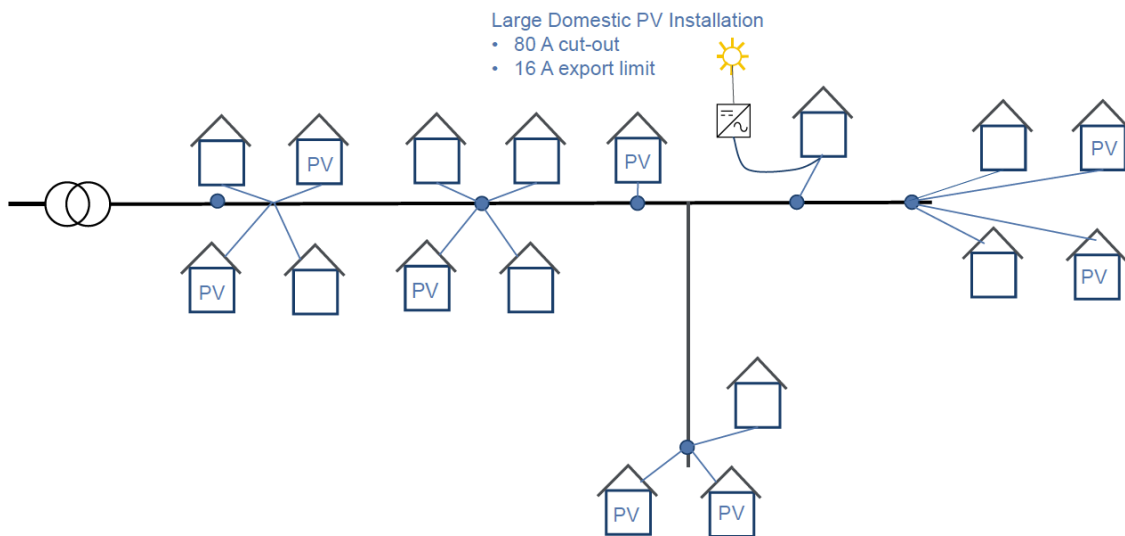 Large Domestic PV Installation
• 80 A cut-out
• 16 A export limit
PV
PV
PV
PV
PV
PV
PV
PV